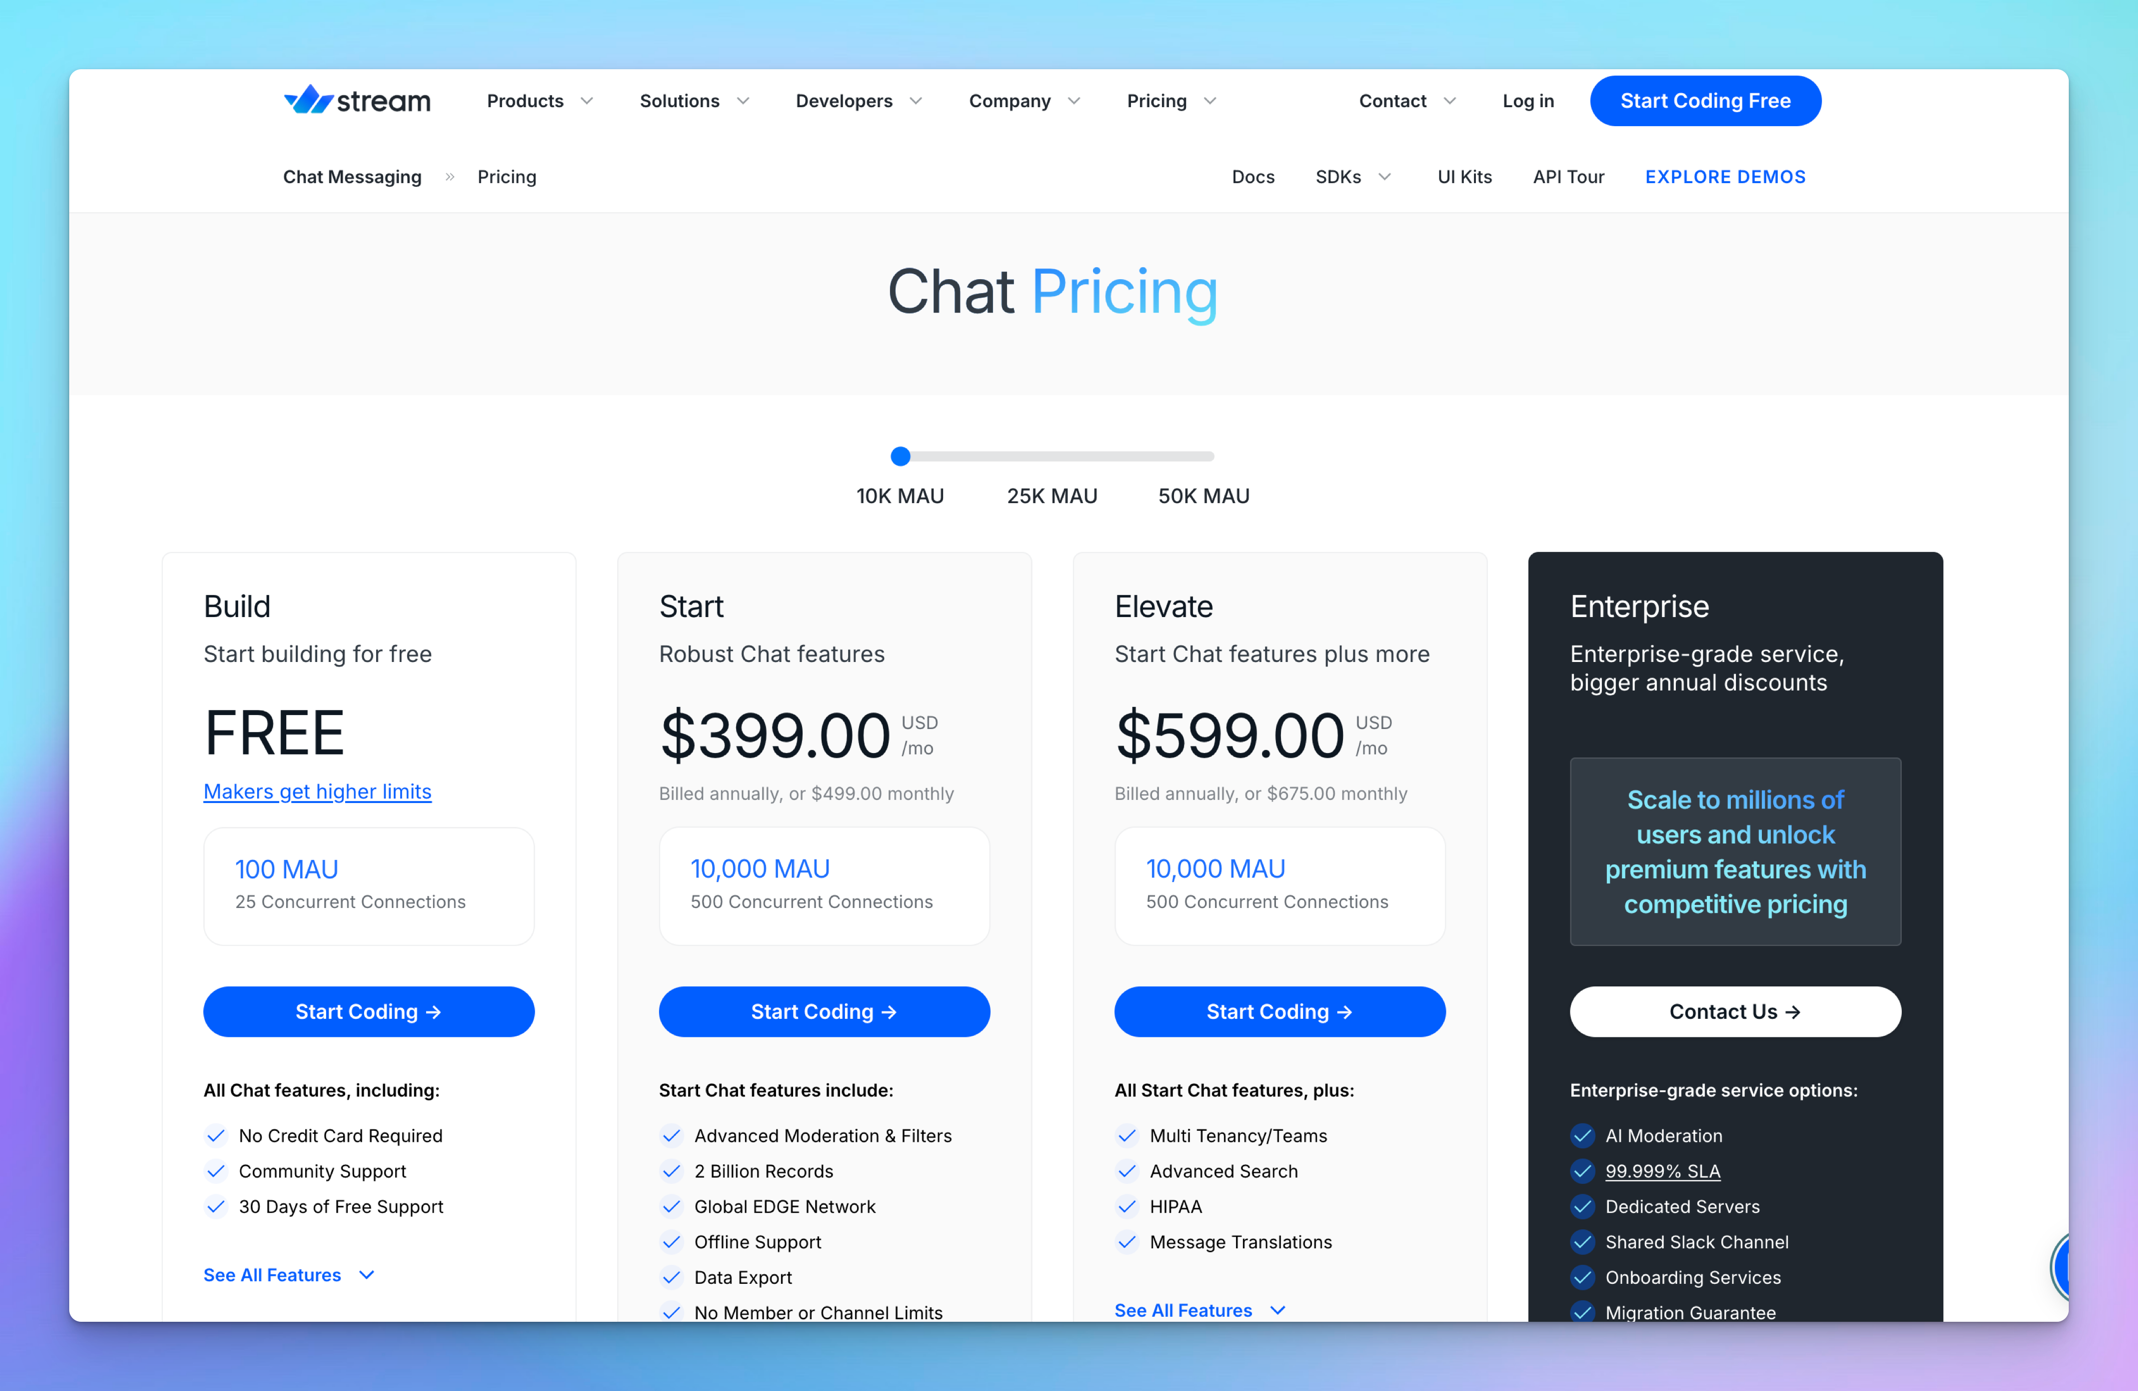 stream
Products
Solutions
Developers
Company
Pricing
Contact
Log in
Start Coding Free
Chat Messaging » Pricing
Docs
SDKs
UI Kits
API Tour
EXPLORE DEMOS
Chat Pricing
10K MAU
25K MAU
50K MAU
Build
Start building for free
FREE
Makers get higher limits
100 MAU
25 Concurrent Connections
Start Coding →
All Chat features, including:
No Credit Card Required
Community Support
30 Days of Free Support
See All Features
Start
Robust Chat features
$399.00 USD
/mo
Billed annually, or $499.00 monthly
10,000 MAU
500 Concurrent Connections
Start Coding →
Start Chat features include:
Advanced Moderation & Filters
2 Billion Records
Global EDGE Network
Offline Support
Data Export
No Member or Channel Limits
Elevate
Start Chat features plus more
$599.00 USD
/mo
Billed annually, or $675.00 monthly
10,000 MAU
500 Concurrent Connections
Start Coding →
All Start Chat features, plus:
Multi Tenancy/Teams
Advanced Search
HIPAA
Message Translations
See All Features
Enterprise
Enterprise-grade service,
bigger annual discounts
Scale to millions of
users and unlock
premium features with
competitive pricing
Contact Us →
Enterprise-grade service options:
AI Moderation
99.999% SLA
Dedicated Servers
Shared Slack Channel
Onboarding Services
Migration Guarantee